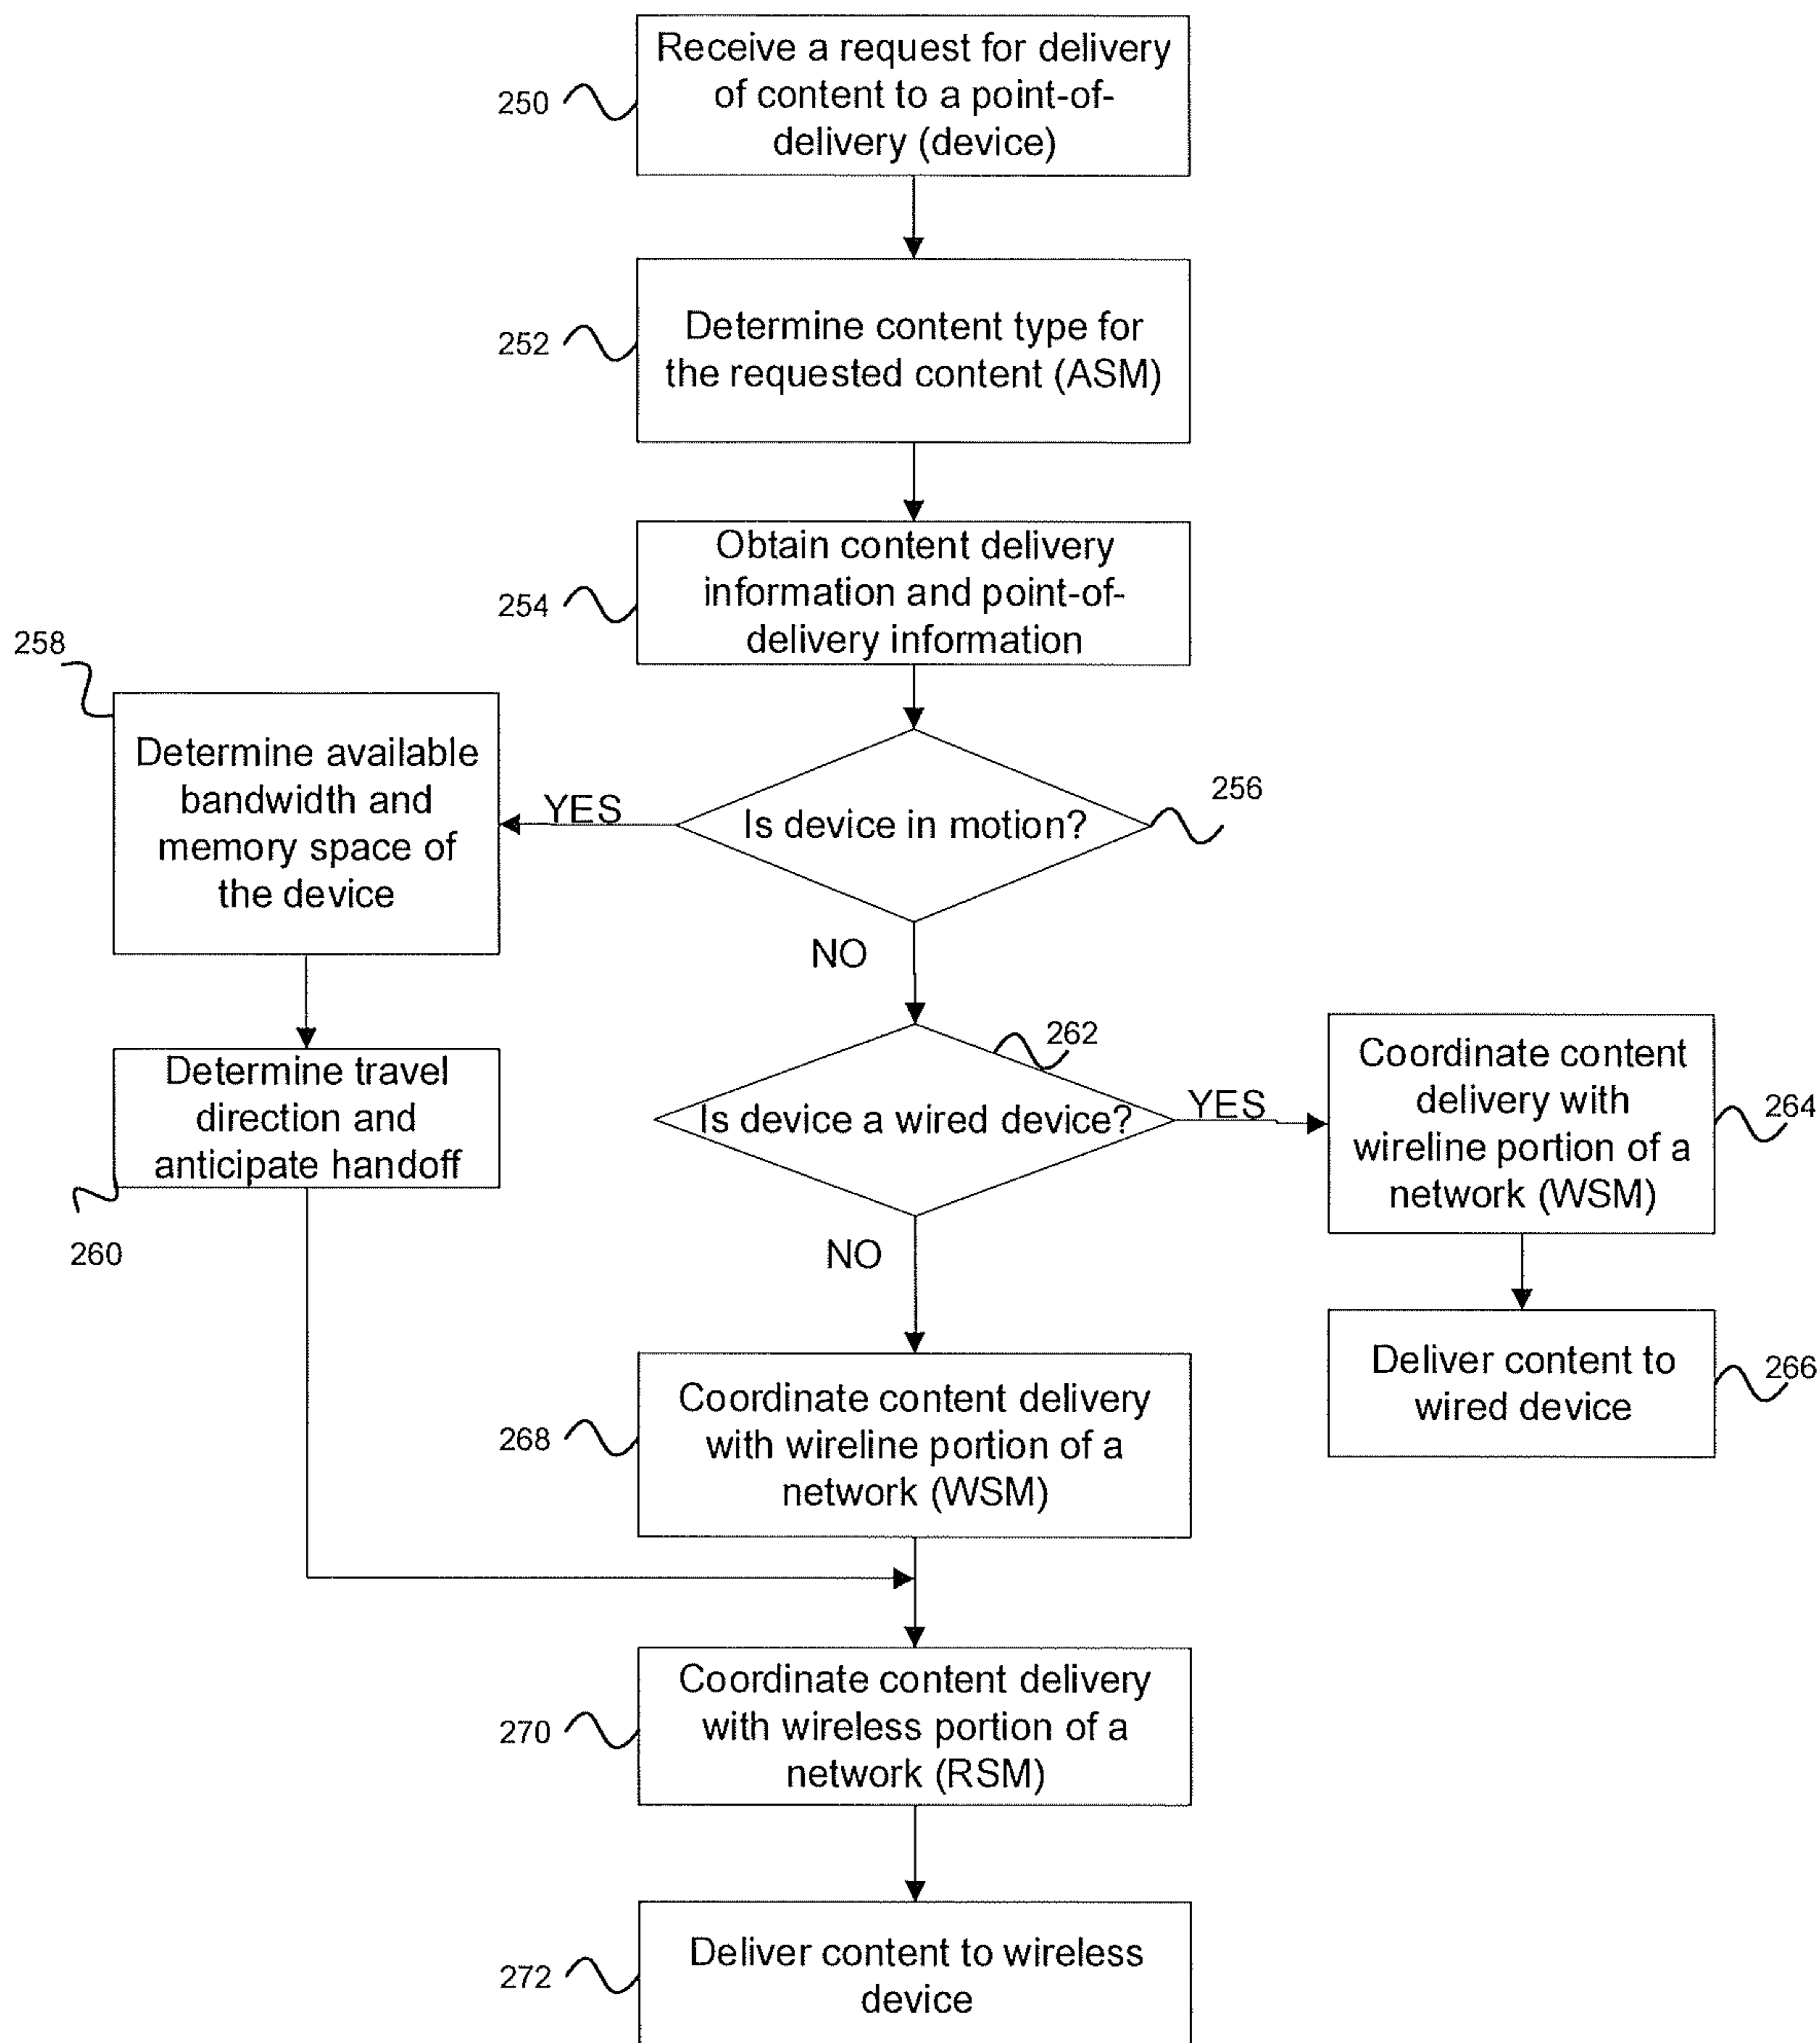 Receive a request for delivery
of content to a point-of-
delivery (device)
250
Determine content type for
the requested content (ASM)
252
Obtain content delivery
information and point-of-
delivery information
254
258
Determine available
bandwidth and
memory space of
the device
YES
Is device in motion?
256
NO
Determine travel
direction and
anticipate handoff
260
262
Is device a wired device?
YES
Coordinate content
delivery with
wireline portion of a
network (WSM)
264
NO
Deliver content to
wired device
266
Coordinate content delivery
with wireline portion of a
network (WSM)
268
Coordinate content delivery
with wireless portion of a
network (RSM)
270
Deliver content to wireless
device
272